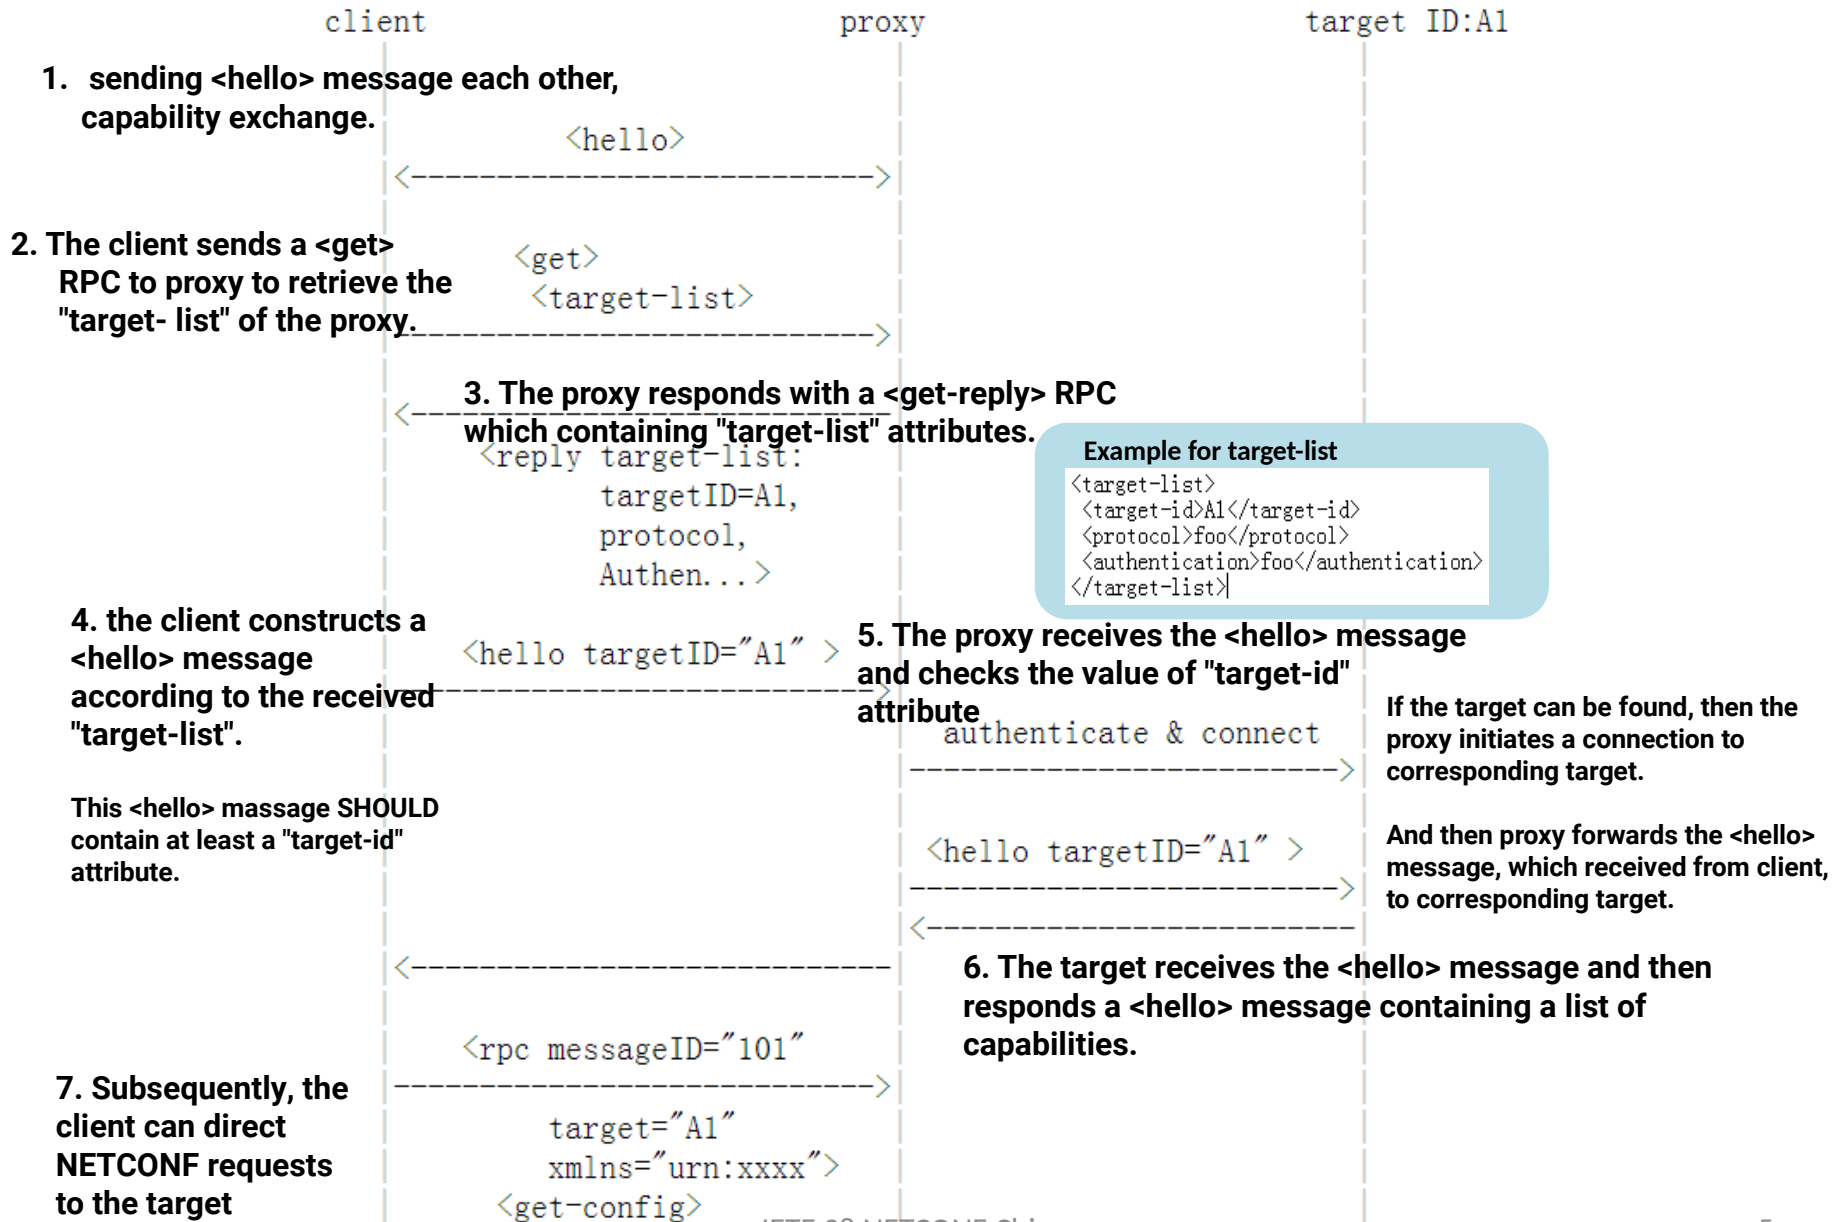 client proxy target ID:A1
1. sending <hello> message each other,
capability exchange.
<hello>
2. The client sends a <get>
RPC to proxy to retrieve the
"target- list" of the proxy.
<get>
<target-list>
3. The proxy responds with a <get-reply> RPC
which containing "target-list" attributes.
<reply target-list:
targetID=A1,
protocol,
Authen...>
Example for target-list
<target-list>
<target-id>A1</target-id>
<protocol>foo</protocol>
<authentication>foo</authentication>
</target-list>
4. the client constructs a
<hello> message
according to the received
"target-list".
This <hello> massage SHOULD
contain at least a "target-id"
attribute.
<hello targetID="A1" >
5. The proxy receives the <hello> message
and checks the value of "target-id"
attribute
authenticate & connect
If the target can be found, then the
proxy initiates a connection to
corresponding target.
<hello targetID="A1" >
And then proxy forwards the <hello>
message, which received from client,
to corresponding target.
6. The target receives the <hello> message and then
responds a <hello> message containing a list of
capabilities.
<rpc messageID="101"
target="A1"
xmlns="urn:xxxx">
<get-config>
7. Subsequently, the
client can direct
NETCONF requests
to the target